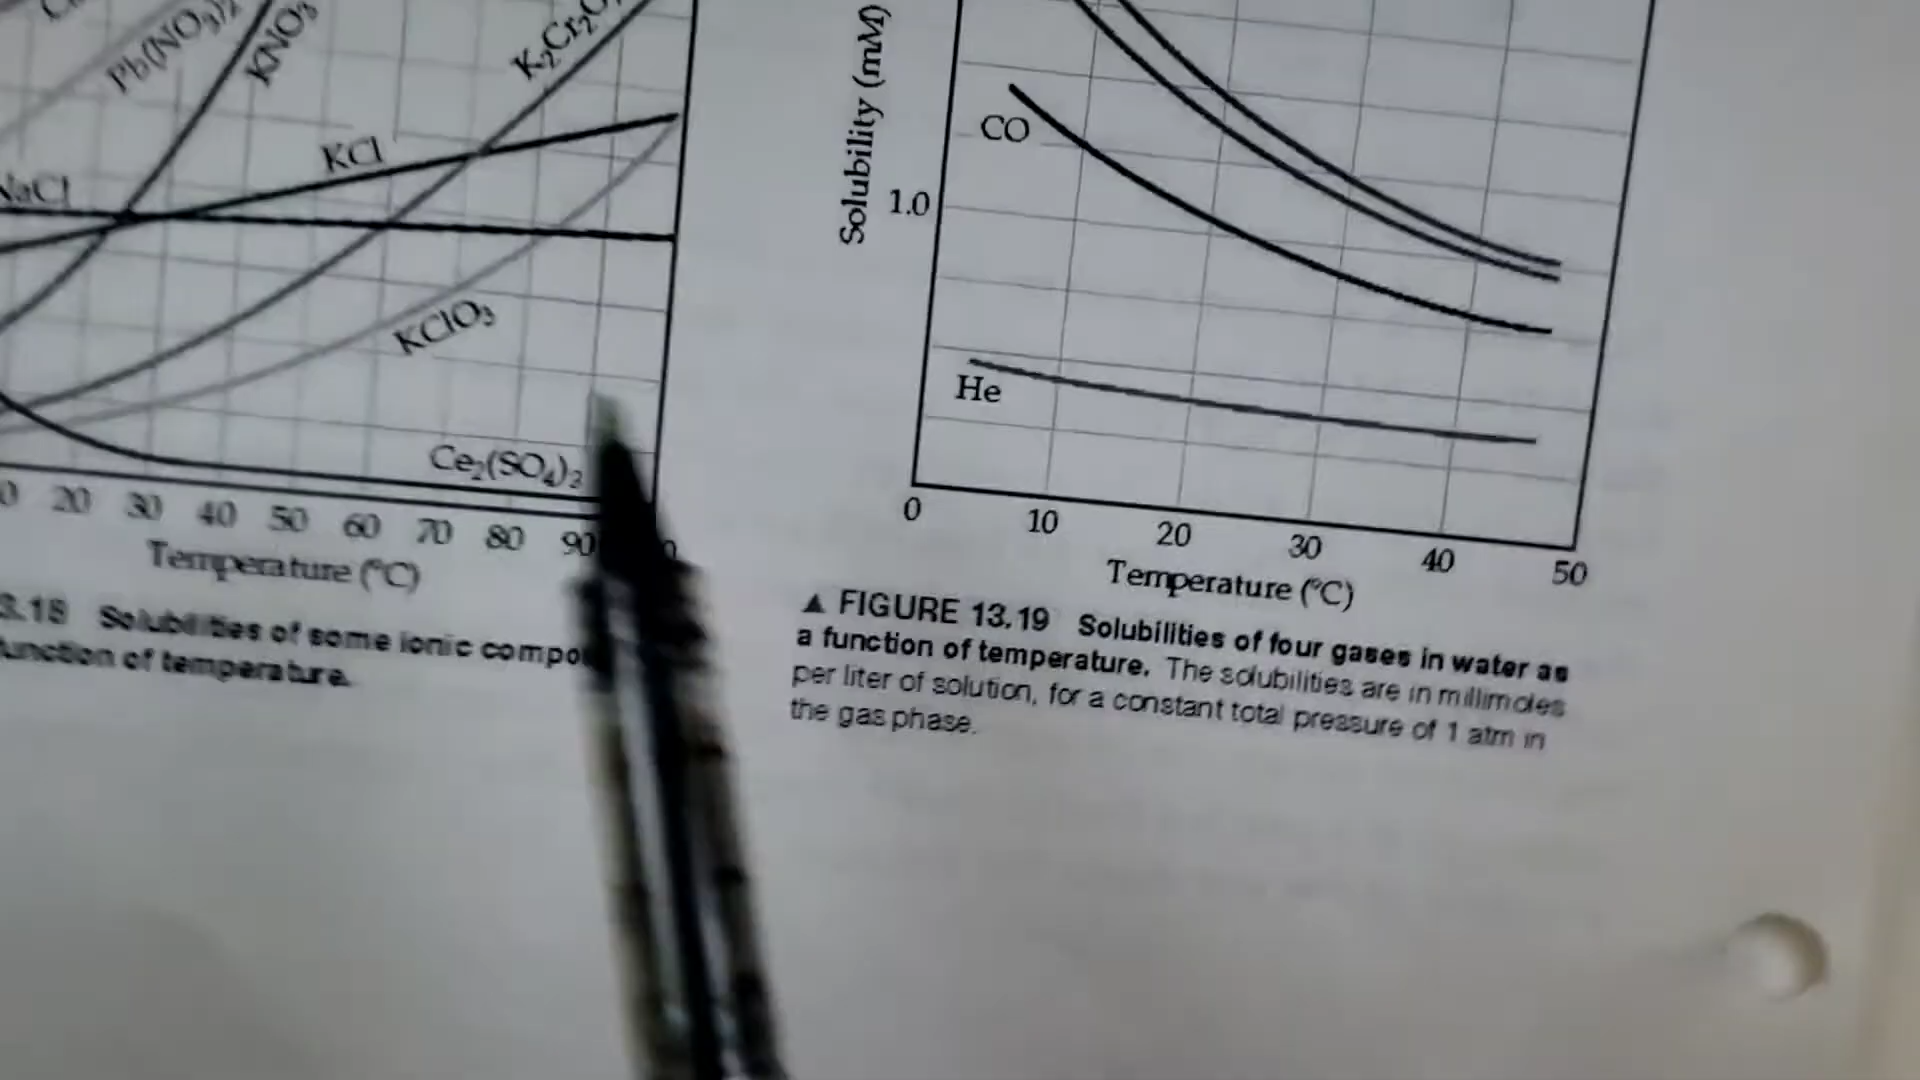 Pb(NO₃)₂
KNO₃
K₂Cr₂O₇
KCl
NaCl
KClO₃
Ce₂(SO₄)₃
20 30 40 50 60 70 80 90
Temperature (°C)
Solubilities of some ionic
function of temperature.
Solubility (mM)
CO
1.0
He
0 10 20 30 40 50
Temperature (°C)
▲ FIGURE 13.19 Solubilities of four gases in water as
a function of temperature. The solubilities are in millimoles
per liter of solution, for a constant total pressure of 1 atm in
the gas phase.